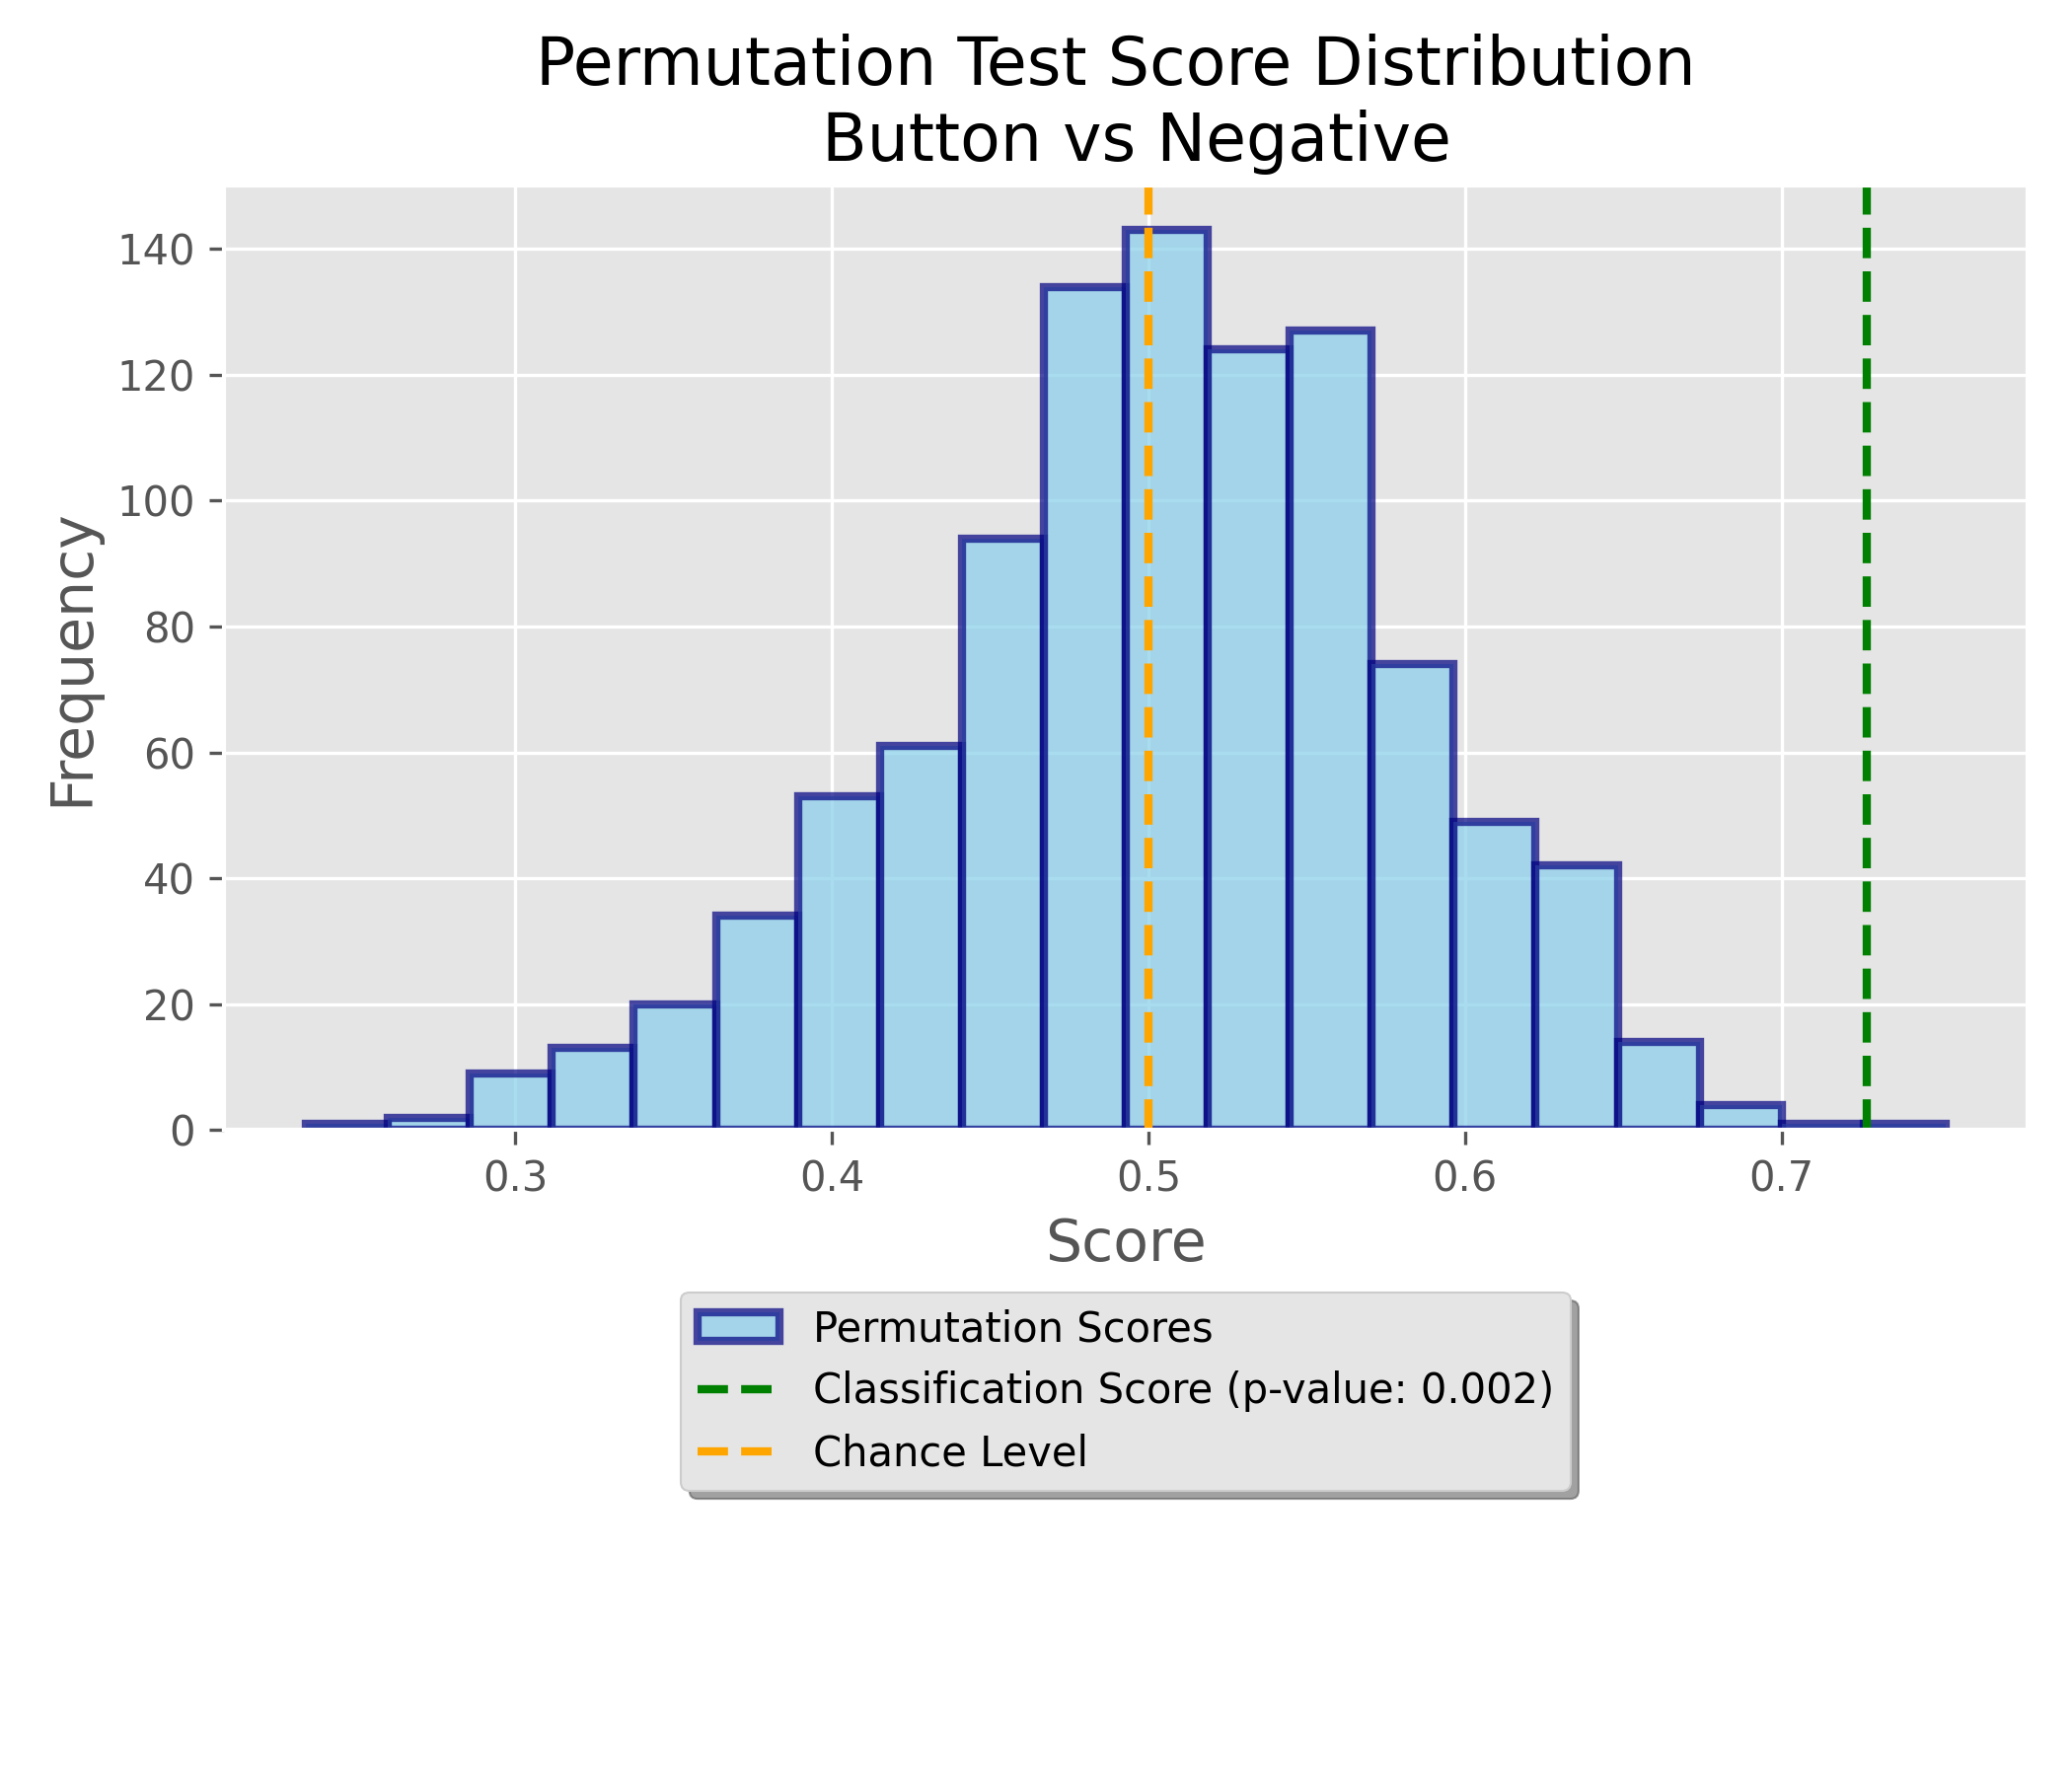 Permutation Test Score Distribution
Button vs Negative
140
120
100
80
60
40
20
0
Frequency
0.3 0.4 0.5 0.6 0.7
Score
Permutation Scores
Classification Score (p-value: 0.002)
Chance Level